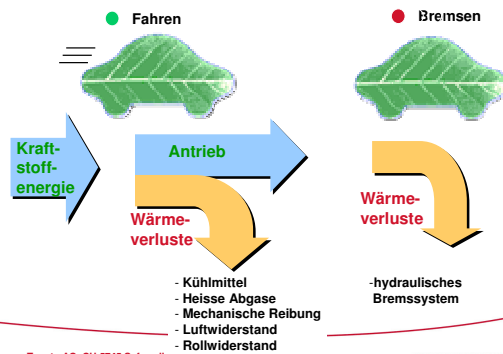 Fahren
Bremsen
Kraft-
stoff-
energie
Antrieb
Wärme-
verluste
Wärme-
verluste
- Kühlmittel
- Heisse Abgase
- Mechanische Reibung
- Luftwiderstand
- Rollwiderstand
-hydraulisches
Bremssystem